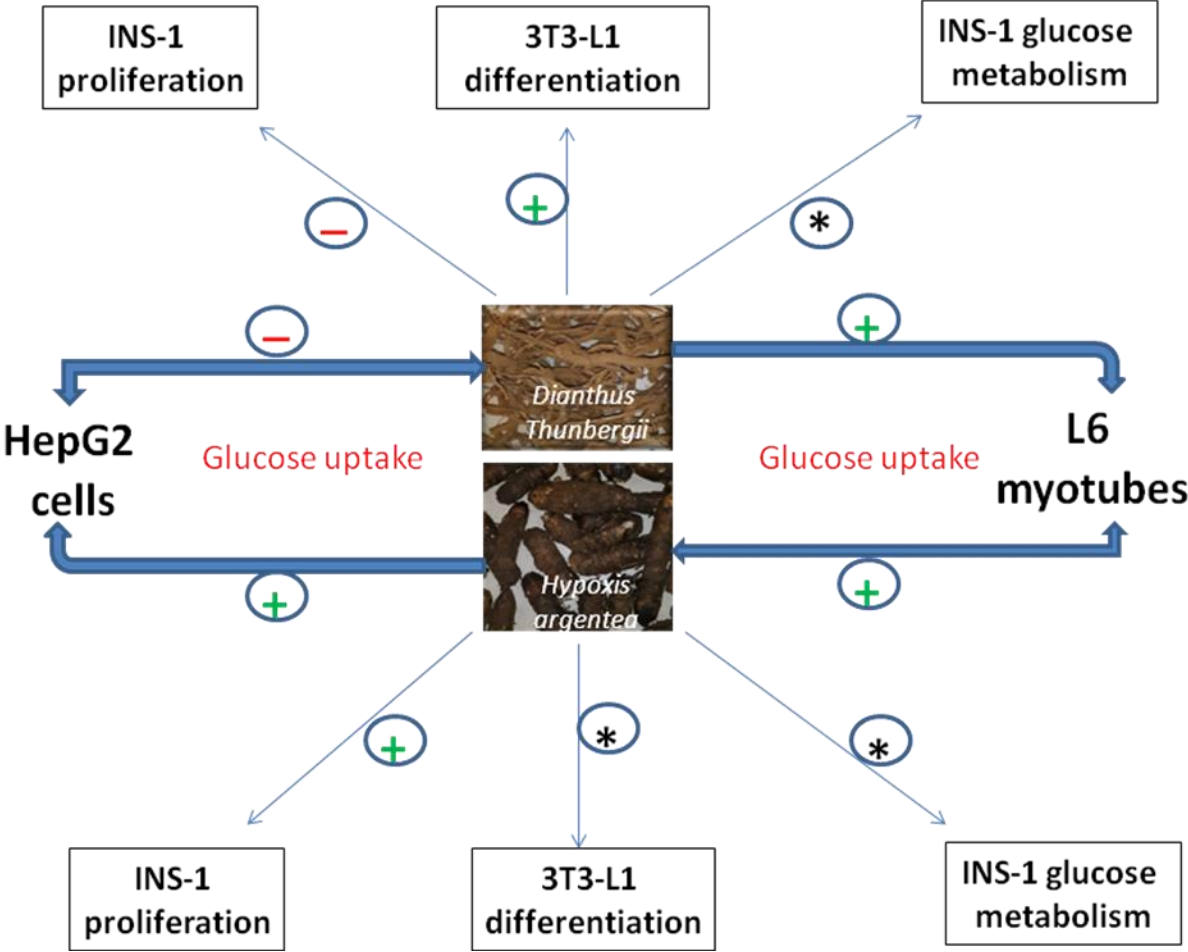 INS-1
proliferation
3T3-L1
differentiation
INS-1 glucose
metabolism
−
+
*
−
+
Dianthus
Thunbergii
HepG2
cells
Glucose uptake
Glucose uptake
L6
myotubes
Hypoxis
argentea
+
+
+
*
*
INS-1
proliferation
3T3-L1
differentiation
INS-1 glucose
metabolism